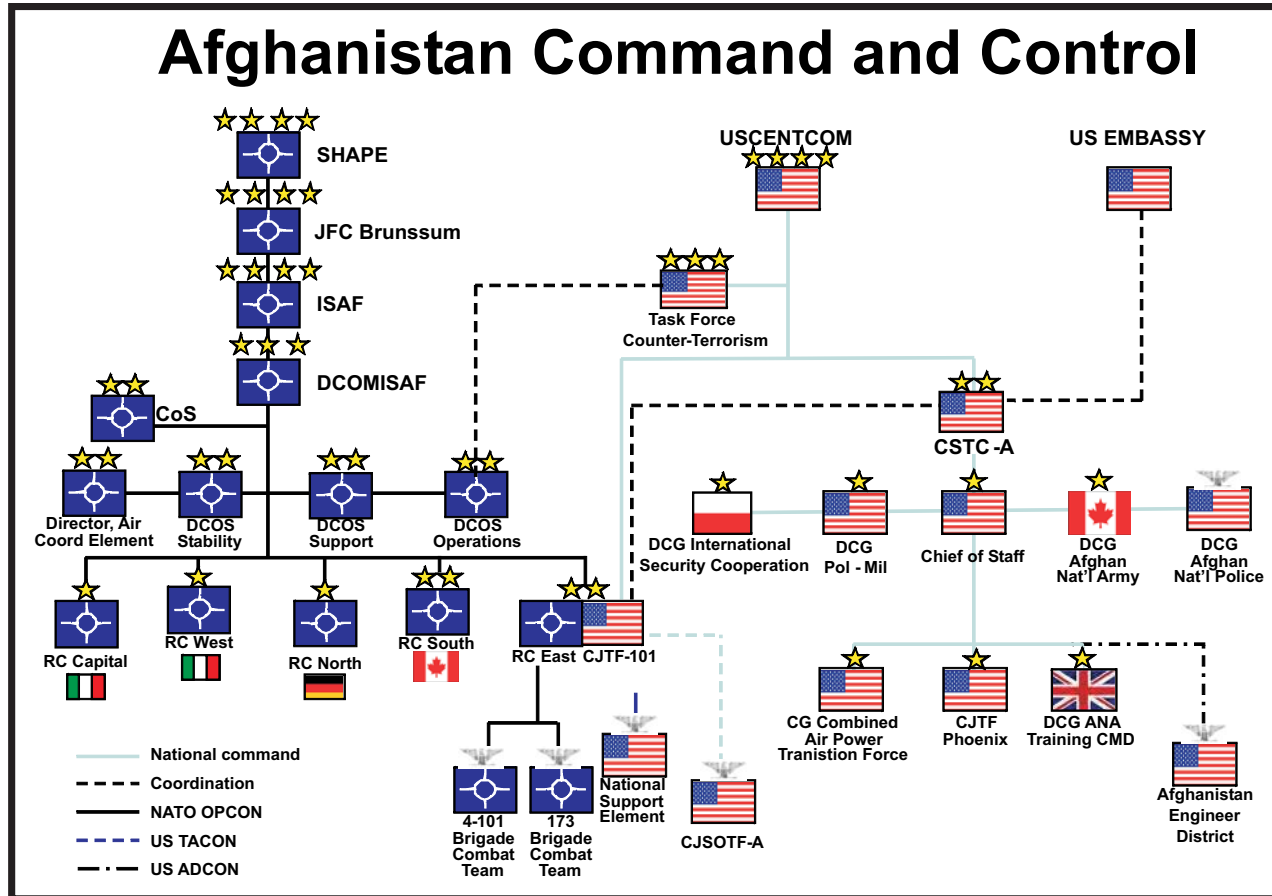 Afghanistan Command and Control
SHAPE
JFC Brunssum
ISAF
DCOMISAF
CoS
USCENTCOM
US EMBASSY
Task Force
Counter-Terrorism
CSTC -A
Director, Air
Coord Element
DCOS
Stability
DCOS
Support
DCOS
Operations
DCG International
Security Cooperation
DCG
Pol - Mil
Chief of Staff
DCG
Afghan
Nat'l Army
DCG
Afghan
Nat'l Police
RC Capital
RC West
RC North
RC South
RC East
CJTF-101
CG Combined
Air Power
Tranistion Force
CJTF
Phoenix
DCG ANA
Training CMD
Afghanistan
Engineer
District
4-101
Brigade
Combat
Team
173
Brigade
Combat
Team
National
Support
Element
CJSOTF-A
National command
Coordination
NATO OPCON
US TACON
US ADCON